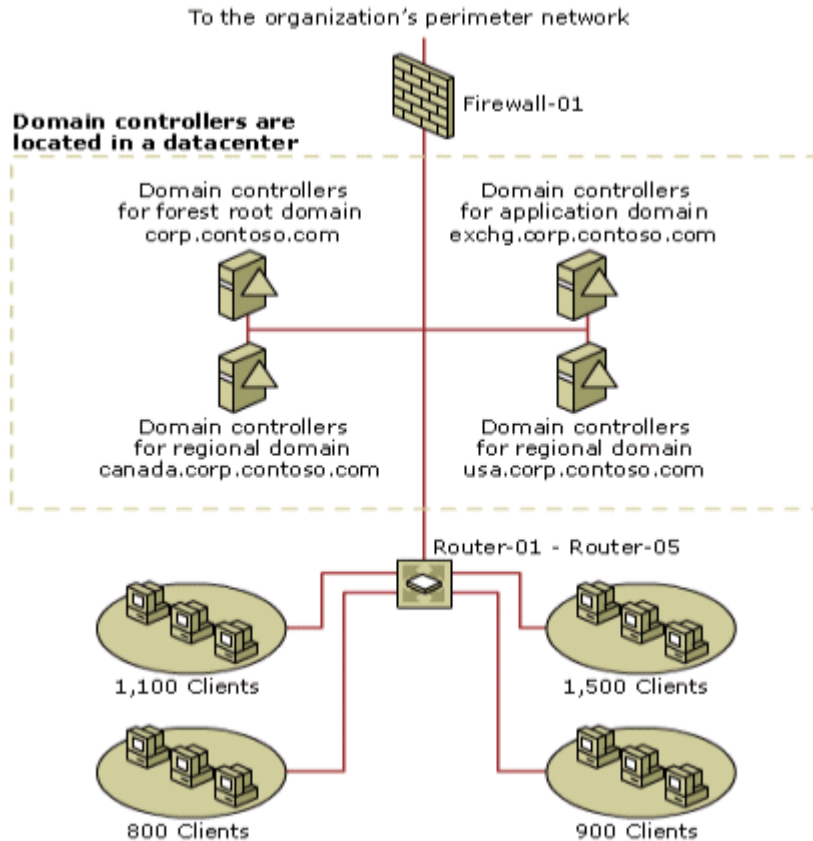 To the organization's perimeter network
Firewall-01
Domain controllers are
located in a datacenter
Domain controllers
for forest root domain
corp.contoso.com
Domain controllers
for application domain
exchg.corp.contoso.com
Domain controllers
for regional domain
canada.corp.contoso.com
Domain controllers
for regional domain
usa.corp.contoso.com
Router-01 - Router-05
1,100 Clients
1,500 Clients
800 Clients
900 Clients